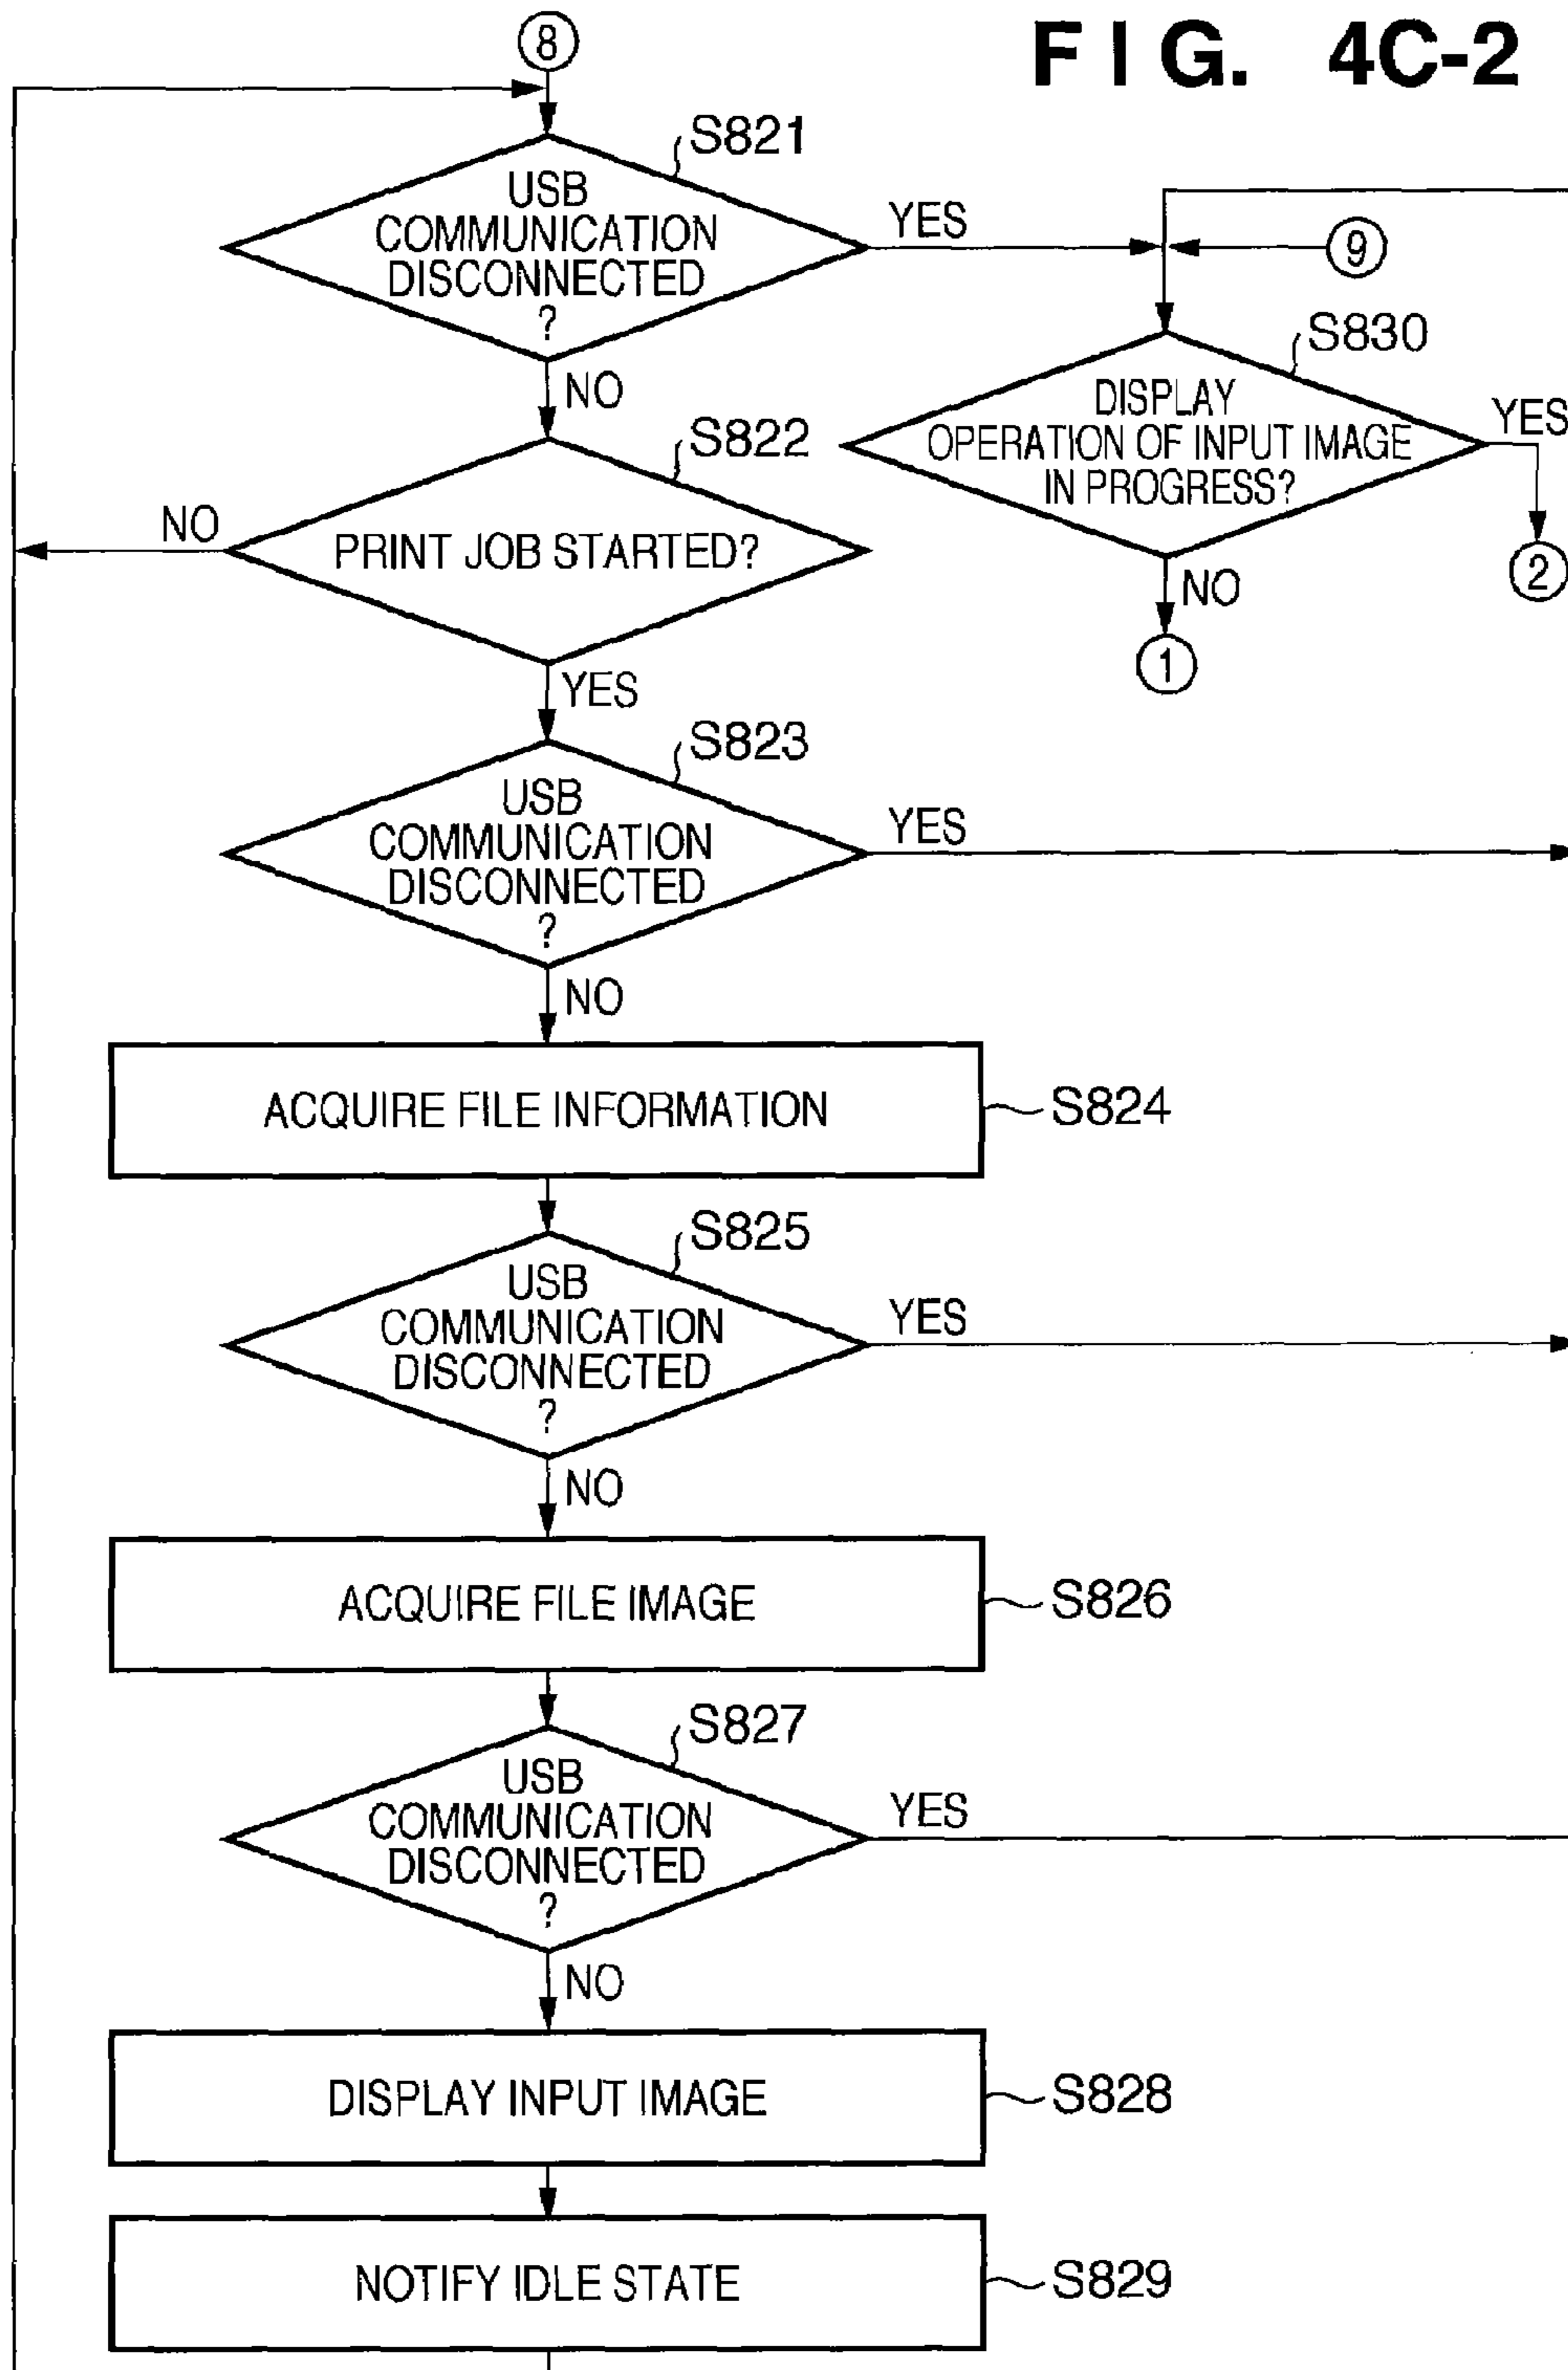 FIG. 4C-2
8
S821
USB
COMMUNICATION
DISCONNECTED
?
YES
NO
9
S830
DISPLAY
OPERATION OF INPUT IMAGE
IN PROGRESS?
YES
2
NO
1
S822
PRINT JOB STARTED?
NO
YES
S823
USB
COMMUNICATION
DISCONNECTED
?
YES
NO
ACQUIRE FILE INFORMATION
S824
S825
USB
COMMUNICATION
DISCONNECTED
?
YES
NO
ACQUIRE FILE IMAGE
S826
S827
USB
COMMUNICATION
DISCONNECTED
?
YES
NO
DISPLAY INPUT IMAGE
S828
NOTIFY IDLE STATE
S829